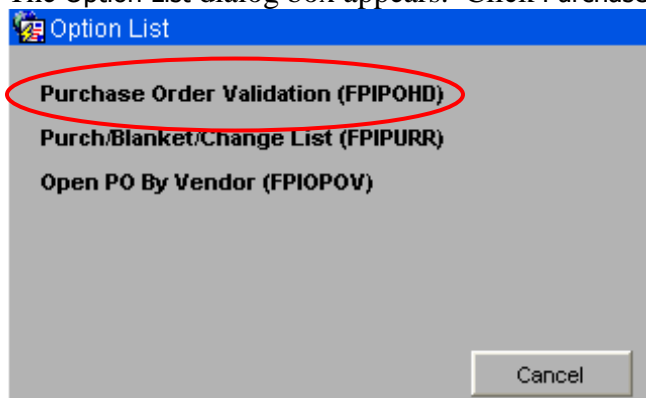 The Option List dialog box appears. Click Purchase
Option List
Purchase Order Validation (FPIPOHD)
Purch/Blanket/Change List (FPIPURR)
Open PO By Vendor (FPIOPOV)
Cancel